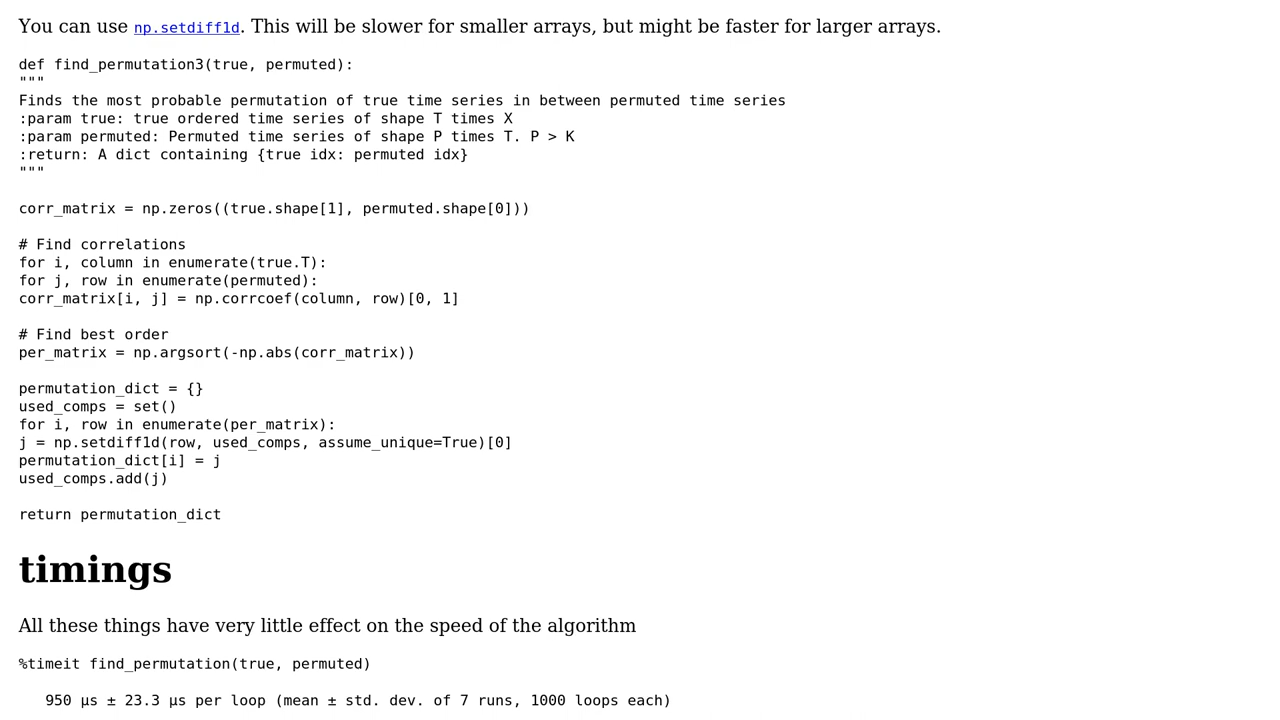 You can use np.setdiff1d. This will be slower for smaller arrays, but might be faster for larger arrays.
def find_permutation3(true, permuted):
"""
Finds the most probable permutation of true time series in between permuted time series
:param true: true ordered time series of shape T times X
:param permuted: Permuted time series of shape P times T. P > K
:return: A dict containing {true idx: permuted idx}
"""
corr_matrix = np.zeros((true.shape[1], permuted.shape[0]))
# Find correlations
for i, column in enumerate(true.T):
for j, row in enumerate(permuted):
corr_matrix[i, j] = np.corrcoef(column, row)[0, 1]
# Find best order
per_matrix = np.argsort(-np.abs(corr_matrix))
permutation_dict = {}
used_comps = set()
for i, row in enumerate(per_matrix):
j = np.setdiff1d(row, used_comps, assume_unique=True)[0]
permutation_dict[i] = j
used_comps.add(j)
return permutation_dict
timings
All these things have very little effect on the speed of the algorithm
%timeit find_permutation(true, permuted)
950 µs ± 23.3 µs per loop (mean ± std. dev. of 7 runs, 1000 loops each)